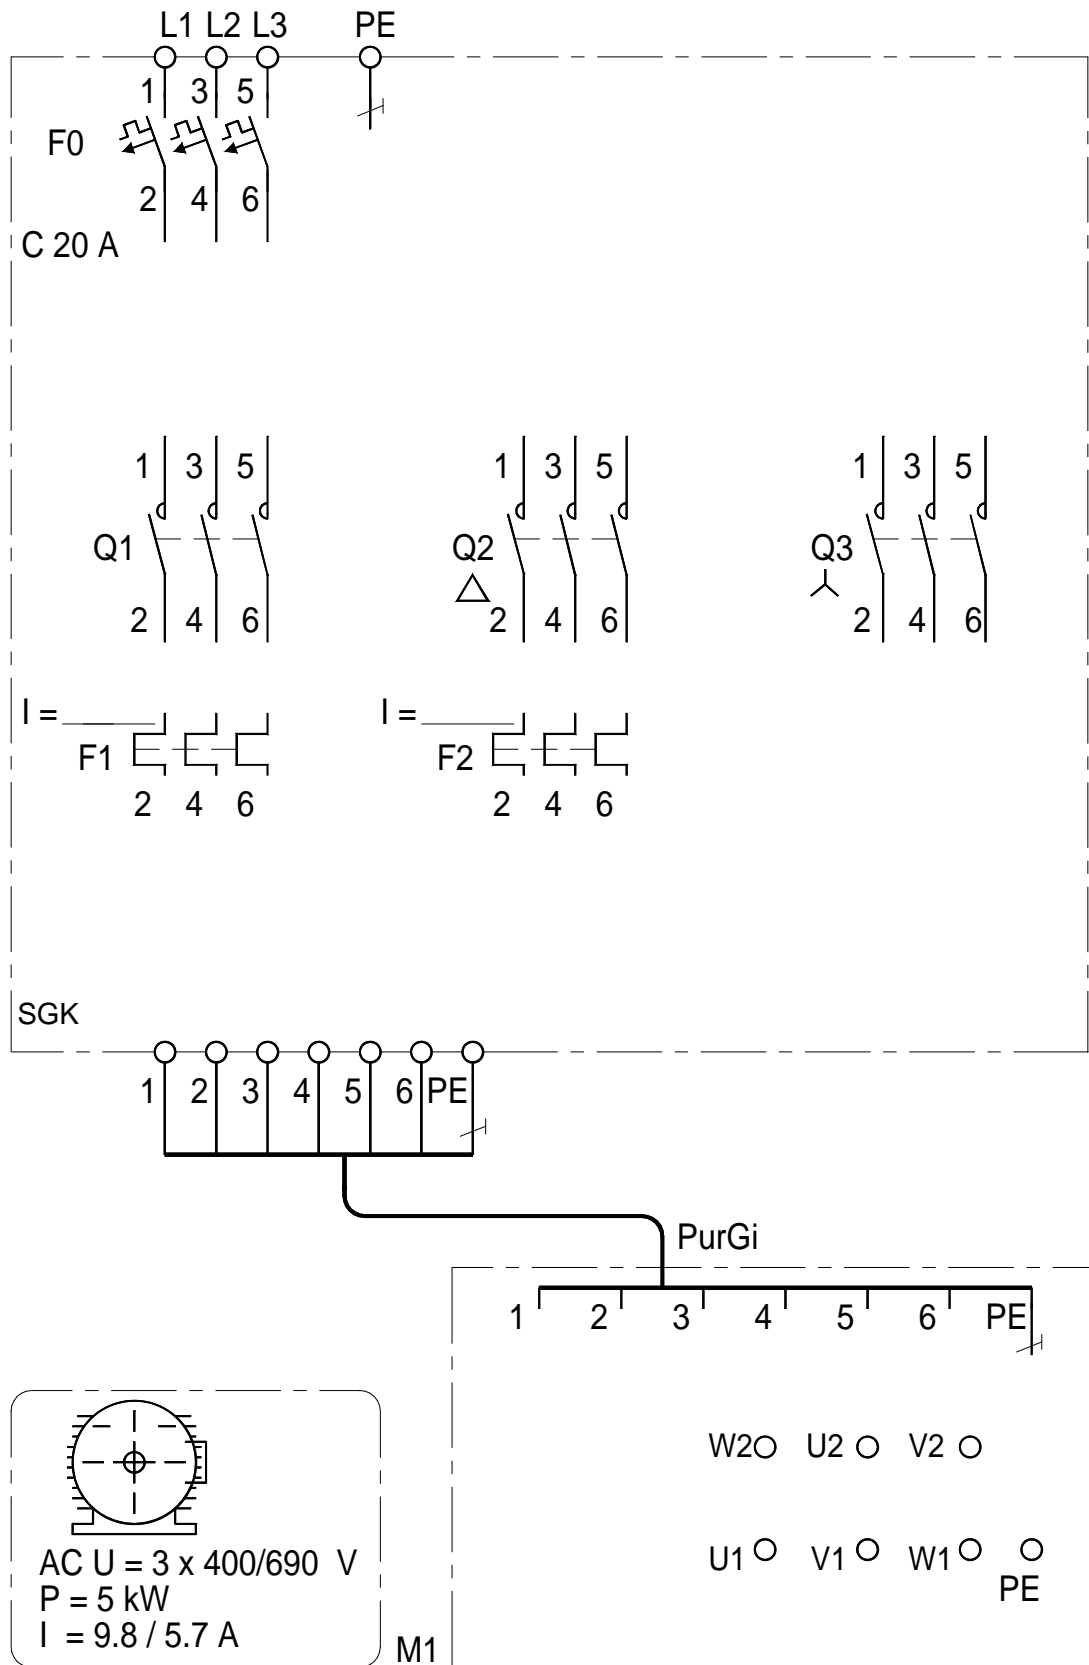 L1 L2 L3 PE
1 3 5
F0
2 4 6
C 20 A
1 3 5 1 3 5 1 3 5
Q1 Q2 Q3
2 4 6 2 4 6 2 4 6
I = ______ I = ______
F1 F2
2 4 6 2 4 6
SGK
1 2 3 4 5 6 PE
PurGi
1 2 3 4 5 6 PE
W2 U2 V2
U1 V1 W1
PE
AC U = 3 x 400/690 V
P = 5 kW
I = 9.8 / 5.7 A
M1